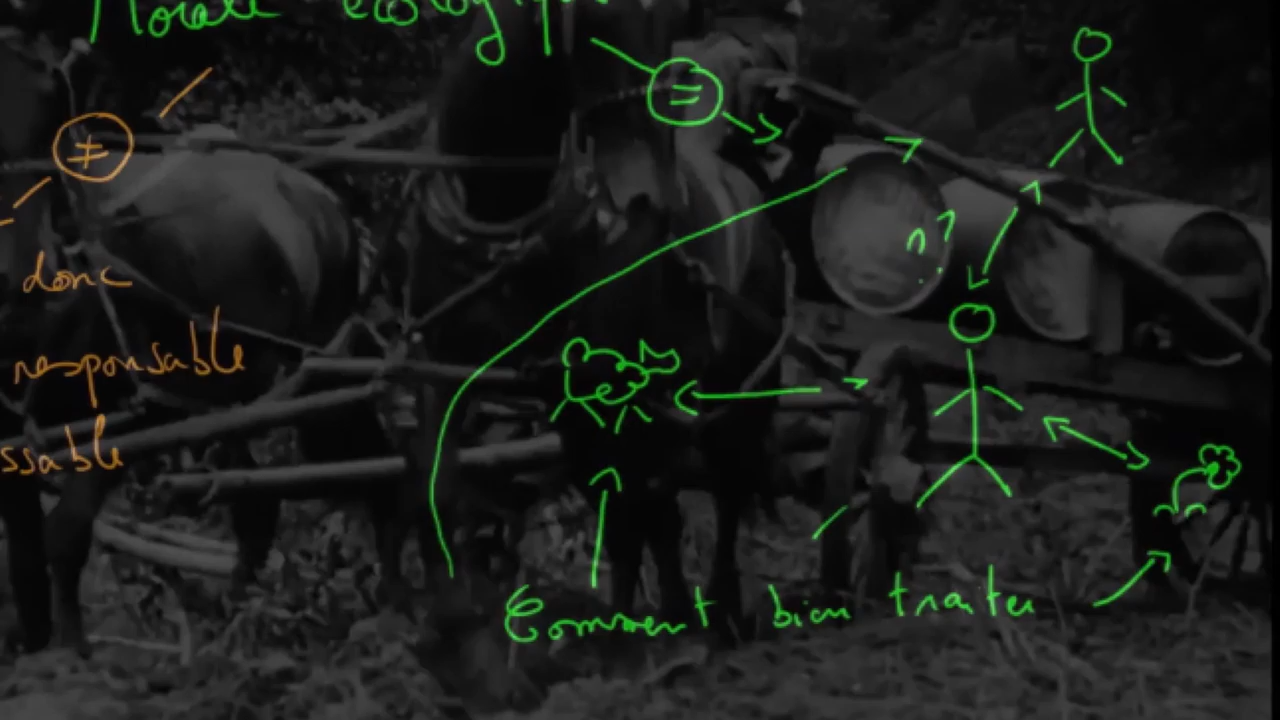 Morale écologique
=
≠
n?
donc
responsable
ssable
Comment bien traiter